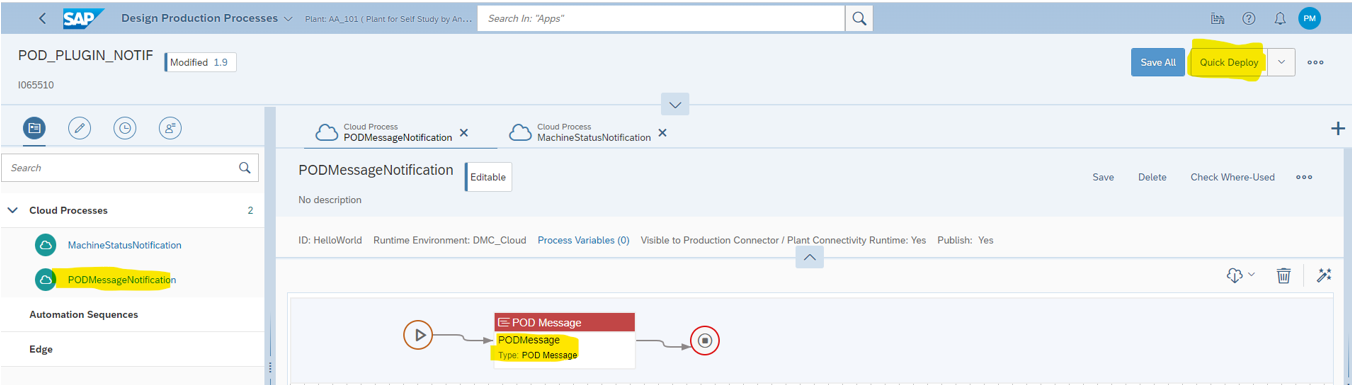 SAP Design Production Processes Plant: AA_101 ( Plant for Self Study by An... Search In: "Apps" PM
POD_PLUGIN_NOTIF Modified 1.9 Save All Quick Deploy
I065510
Cloud Process Cloud Process
PODMessageNotification MachineStatusNotification
Search
PODMessageNotification Editable Save Delete Check Where-Used
No description
Cloud Processes 2
ID: HelloWorld Runtime Environment: DMC_Cloud Process Variables (0) Visible to Production Connector / Plant Connectivity Runtime: Yes Publish: Yes
MachineStatusNotification
PODMessageNotification
Automation Sequences
Edge
POD Message
PODMessage
Type: POD Message